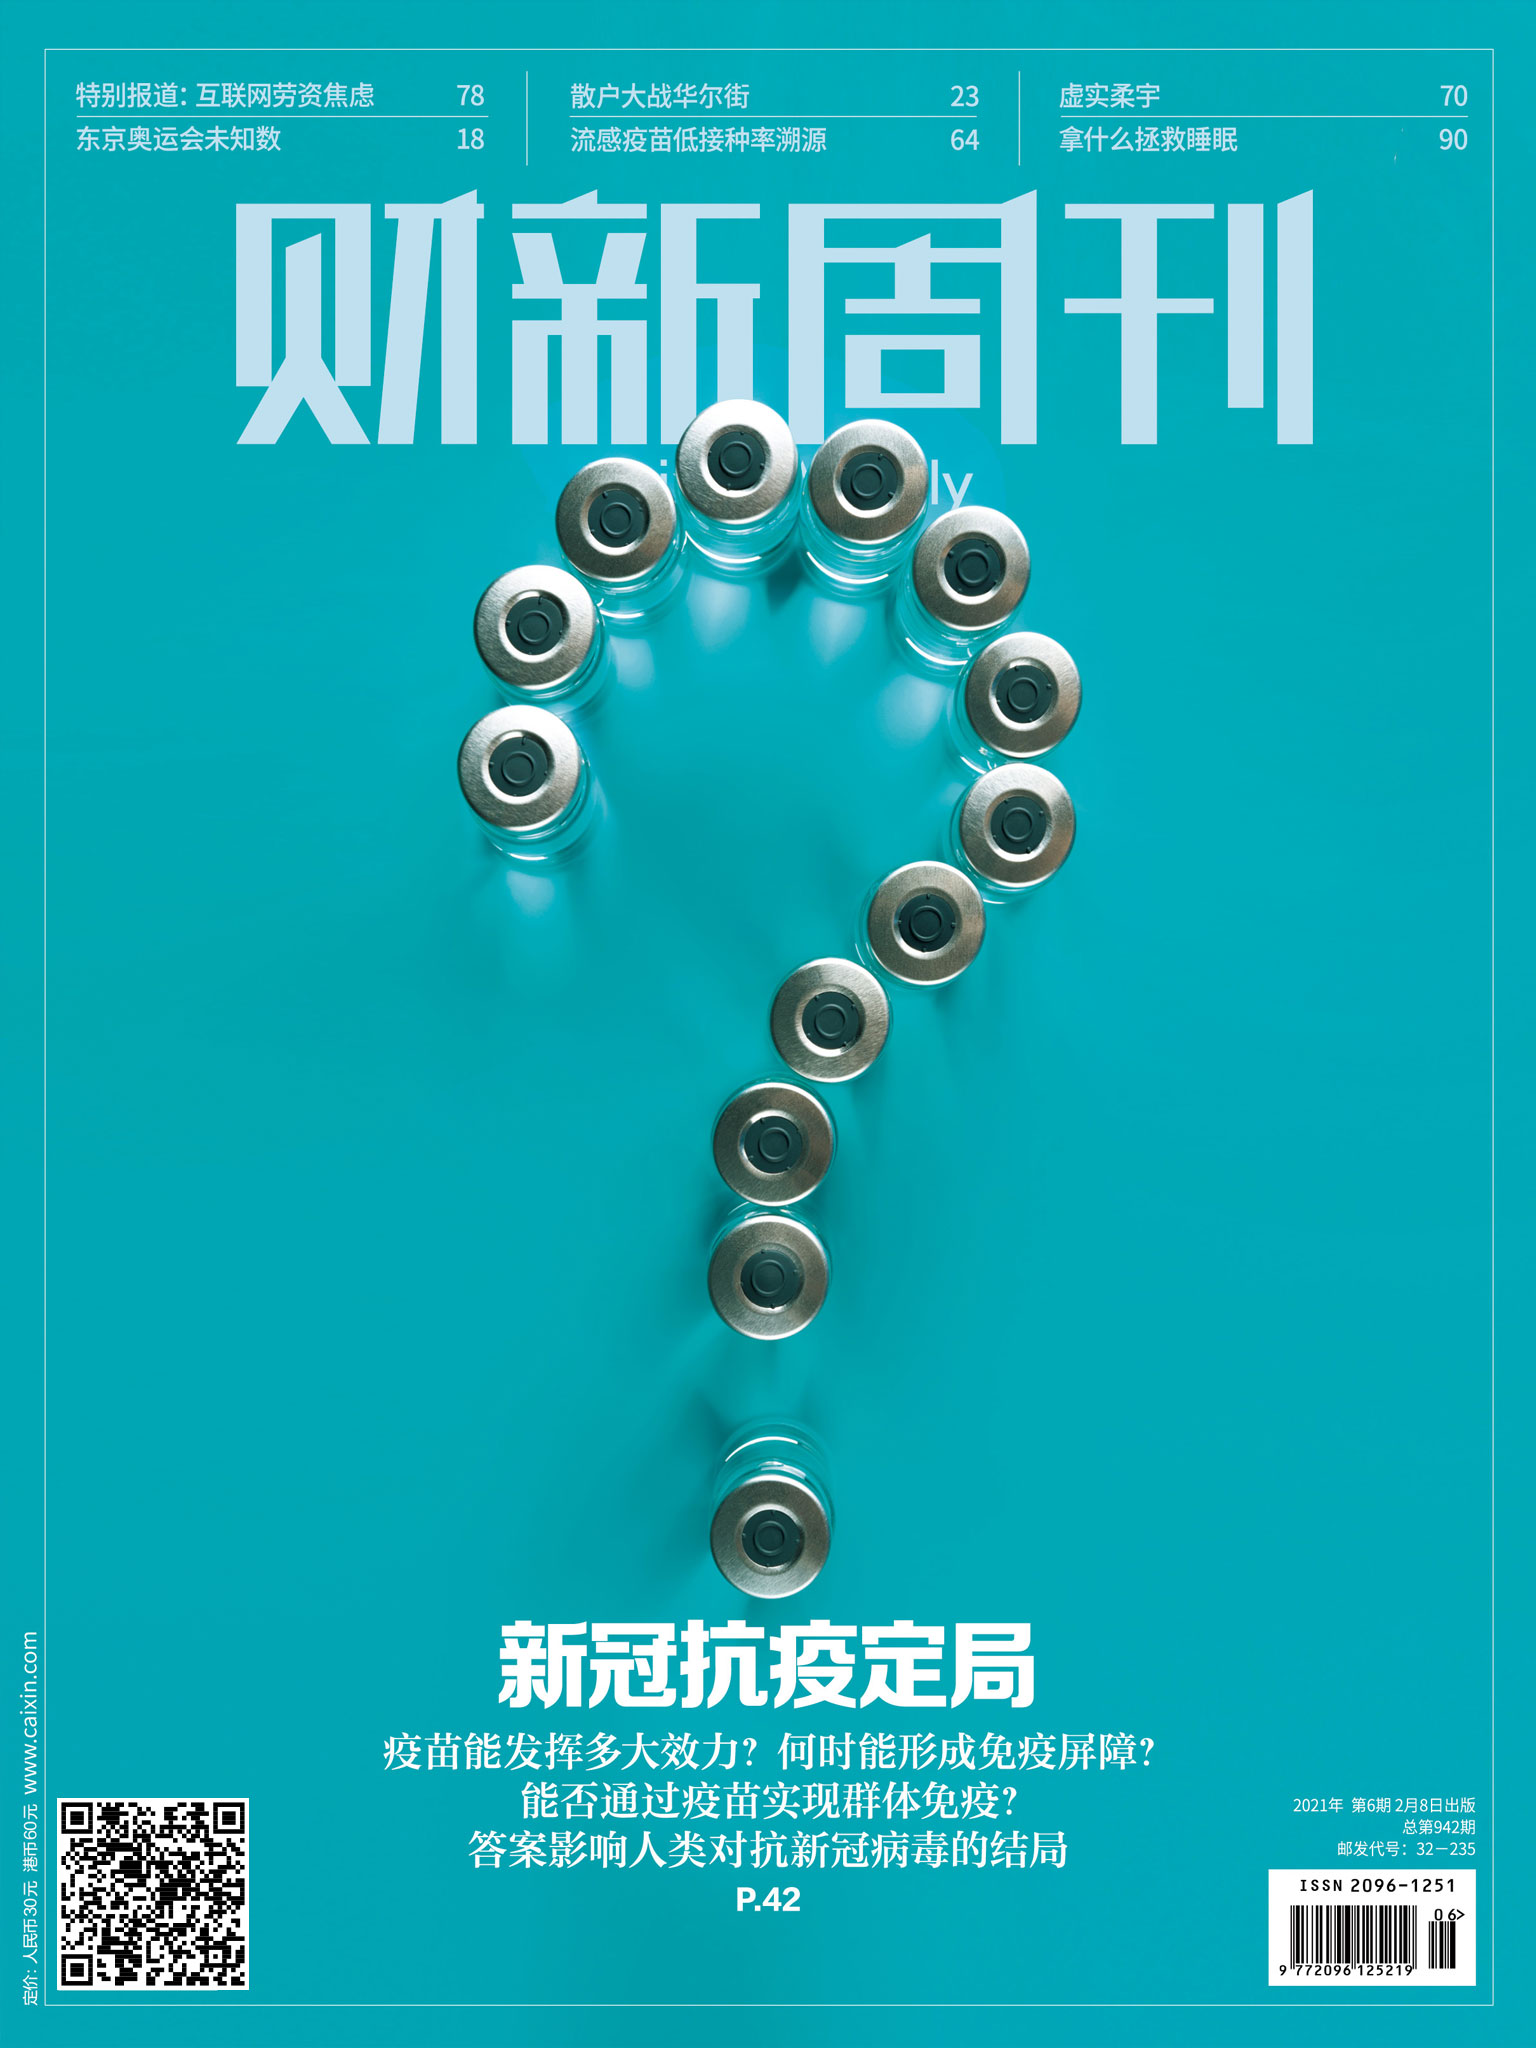 特别报道：互联网劳资焦虑 78
东京奥运会未知数 18
散户大战华尔街 23
流感疫苗低接种率溯源 64
虚实柔宇 70
拿什么拯救睡眠 90
财新周刊
ly
新冠抗疫定局
疫苗能发挥多大效力？何时能形成免疫屏障？
能否通过疫苗实现群体免疫？
答案影响人类对抗新冠病毒的结局
P.42
定价：人民币30元 港币60元 www.caixin.com
2021年 第6期 2月8日出版
总第942期
邮发代号：32－235
ISSN 2096-1251
06>
9 772096 125219